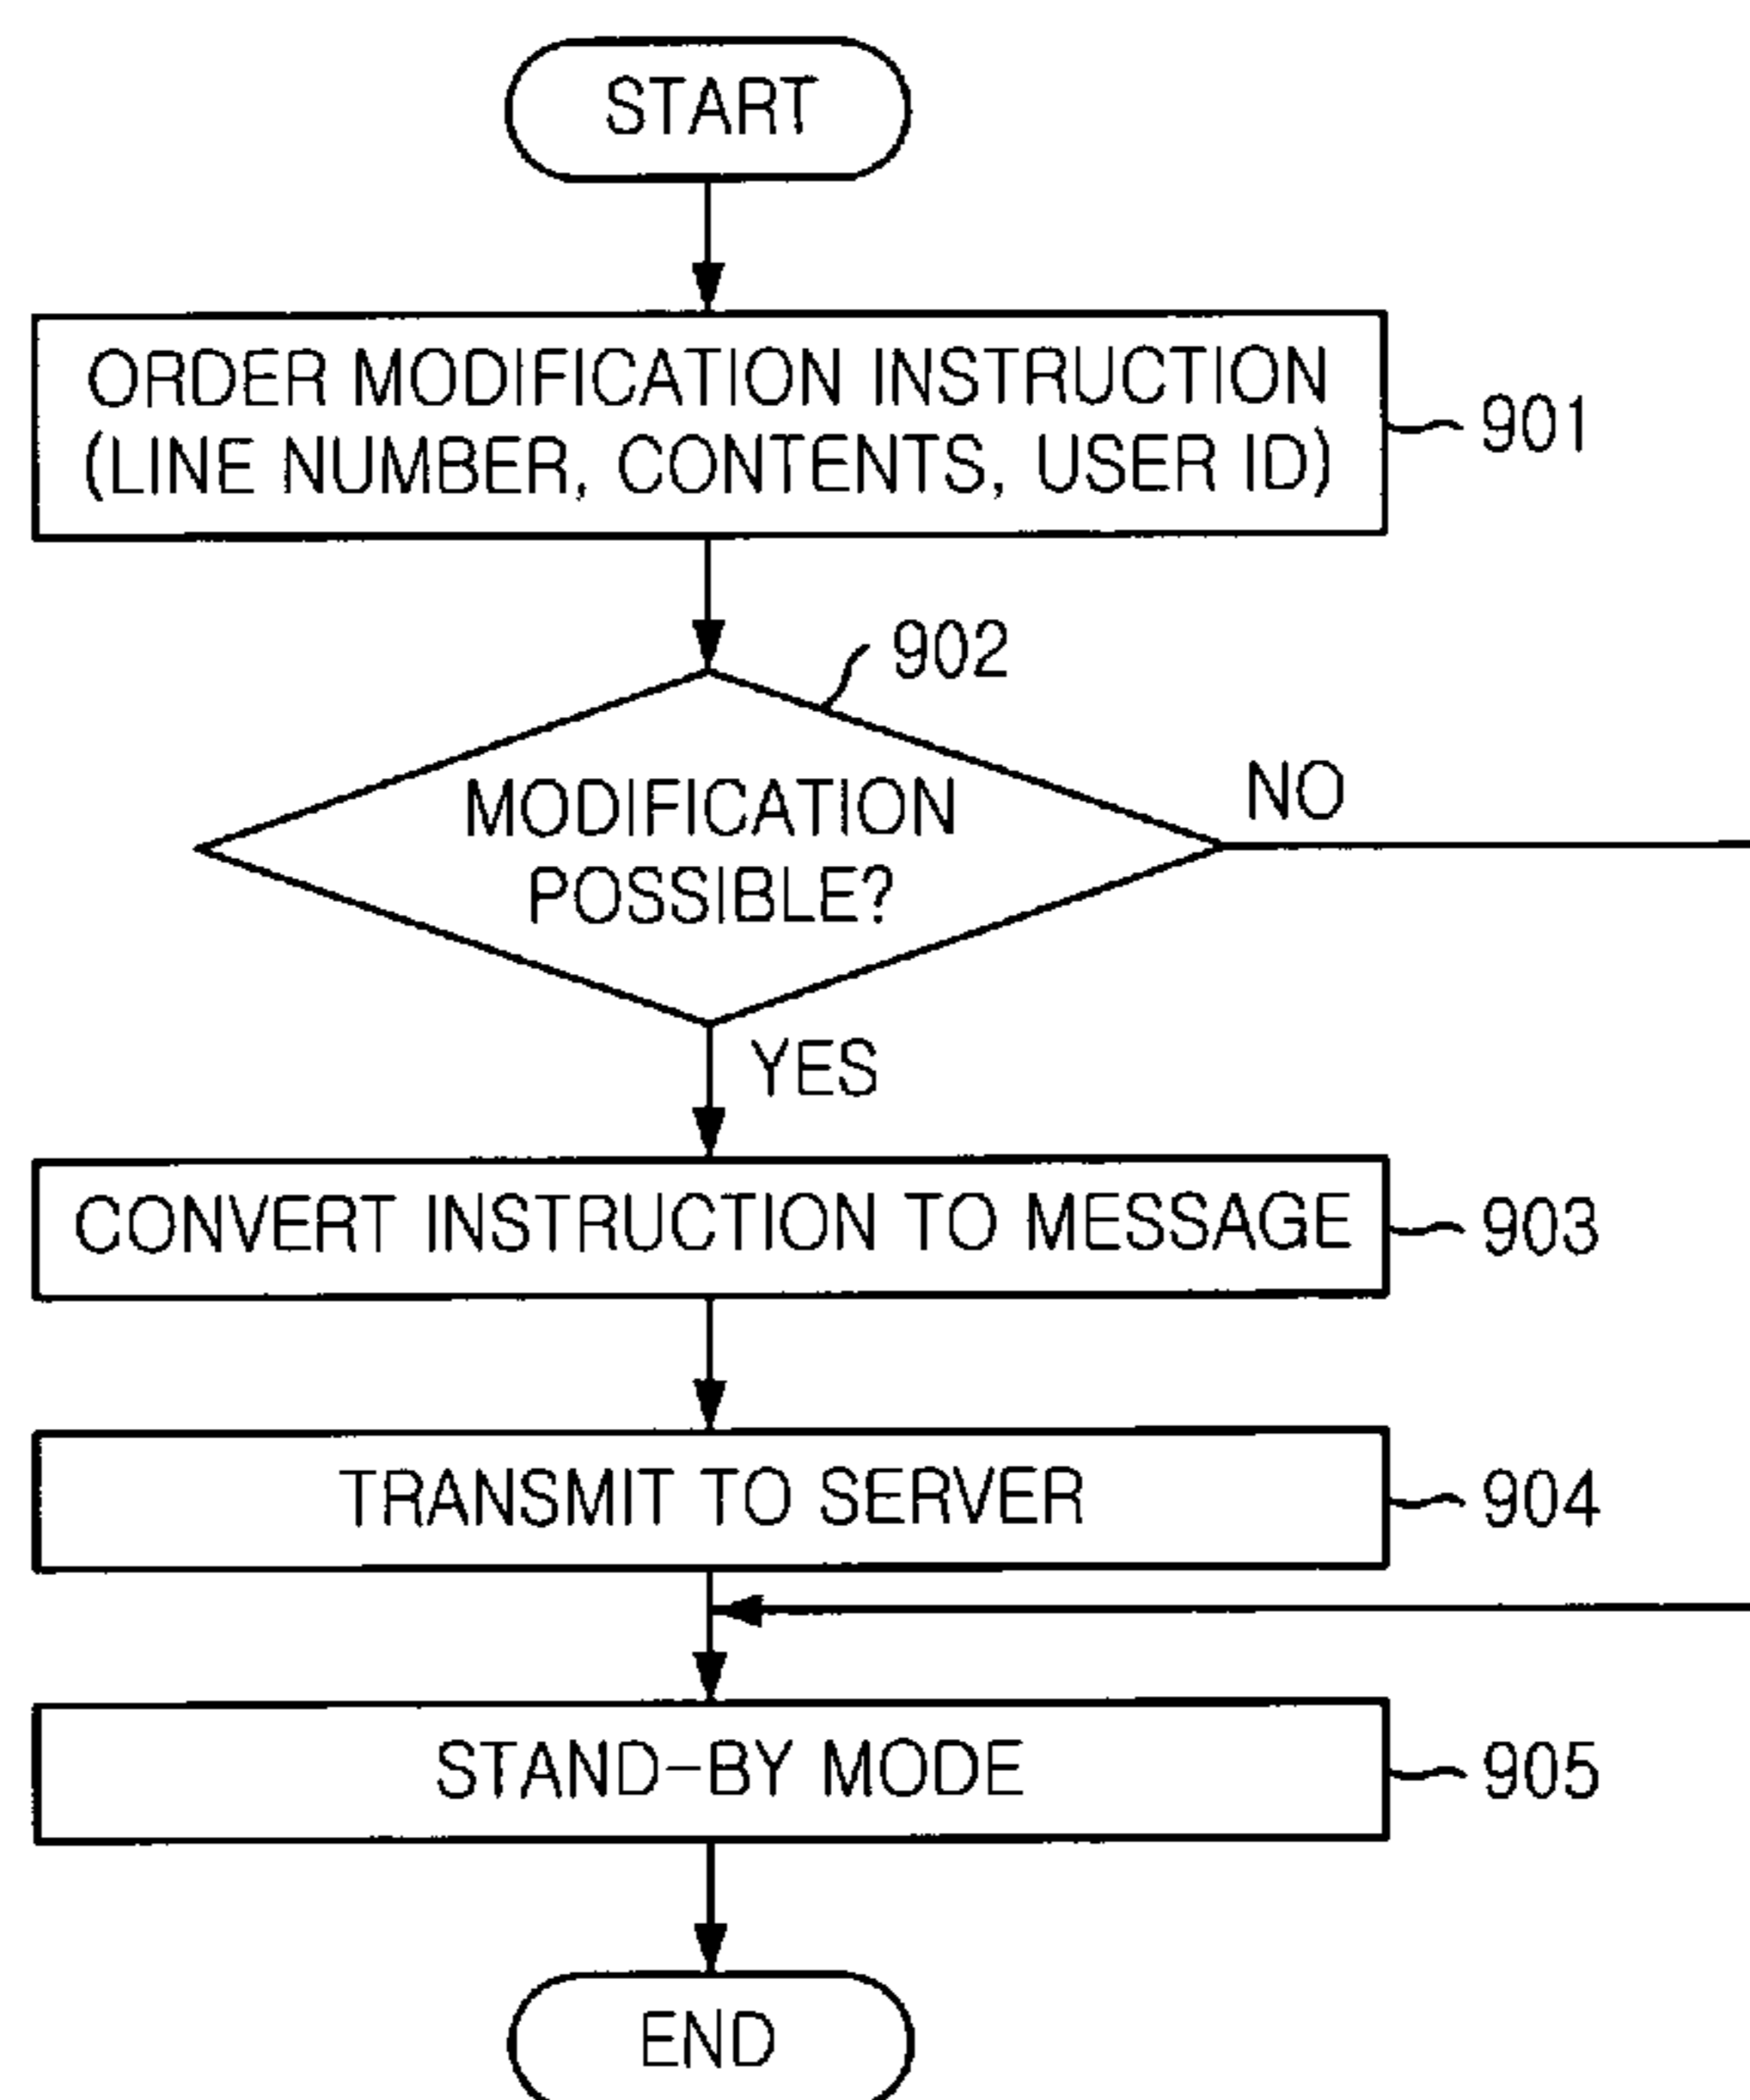 START
ORDER MODIFICATION INSTRUCTION
(LINE NUMBER, CONTENTS, USER ID)
901
902
MODIFICATION
POSSIBLE?
NO
YES
CONVERT INSTRUCTION TO MESSAGE
903
TRANSMIT TO SERVER
904
STAND-BY MODE
905
END